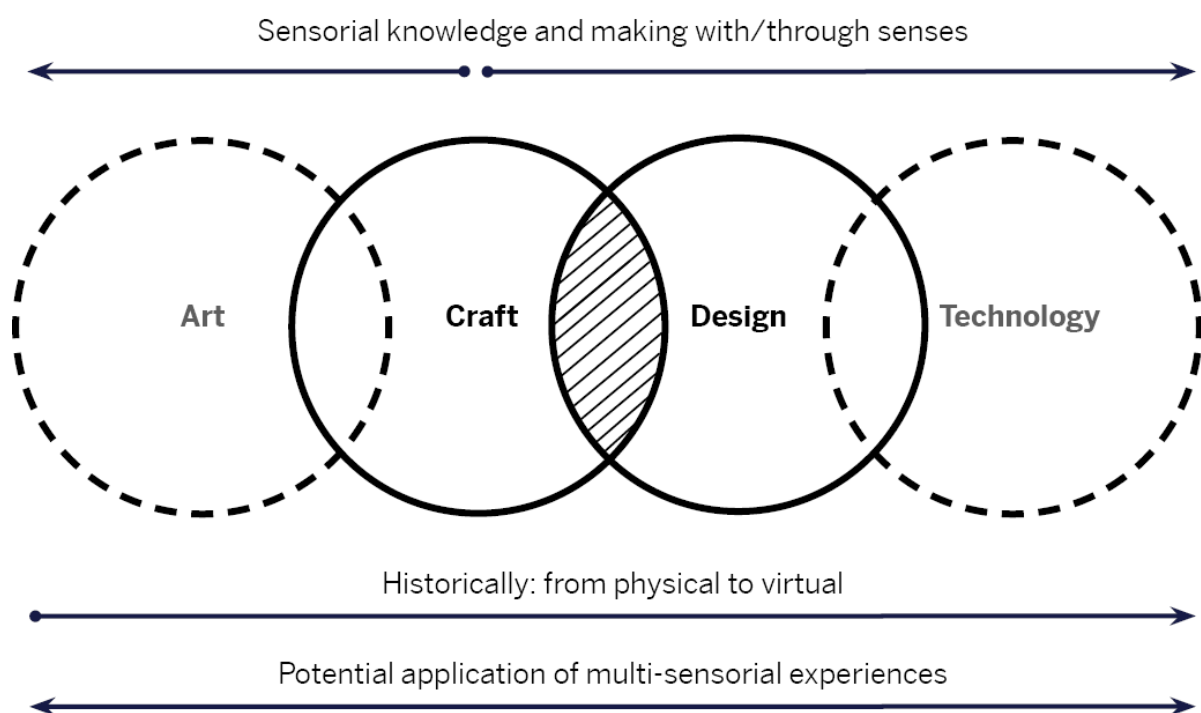 Sensorial knowledge and making with/through senses
Art
Craft
Design
Technology
Historically: from physical to virtual
Potential application of multi-sensorial experiences